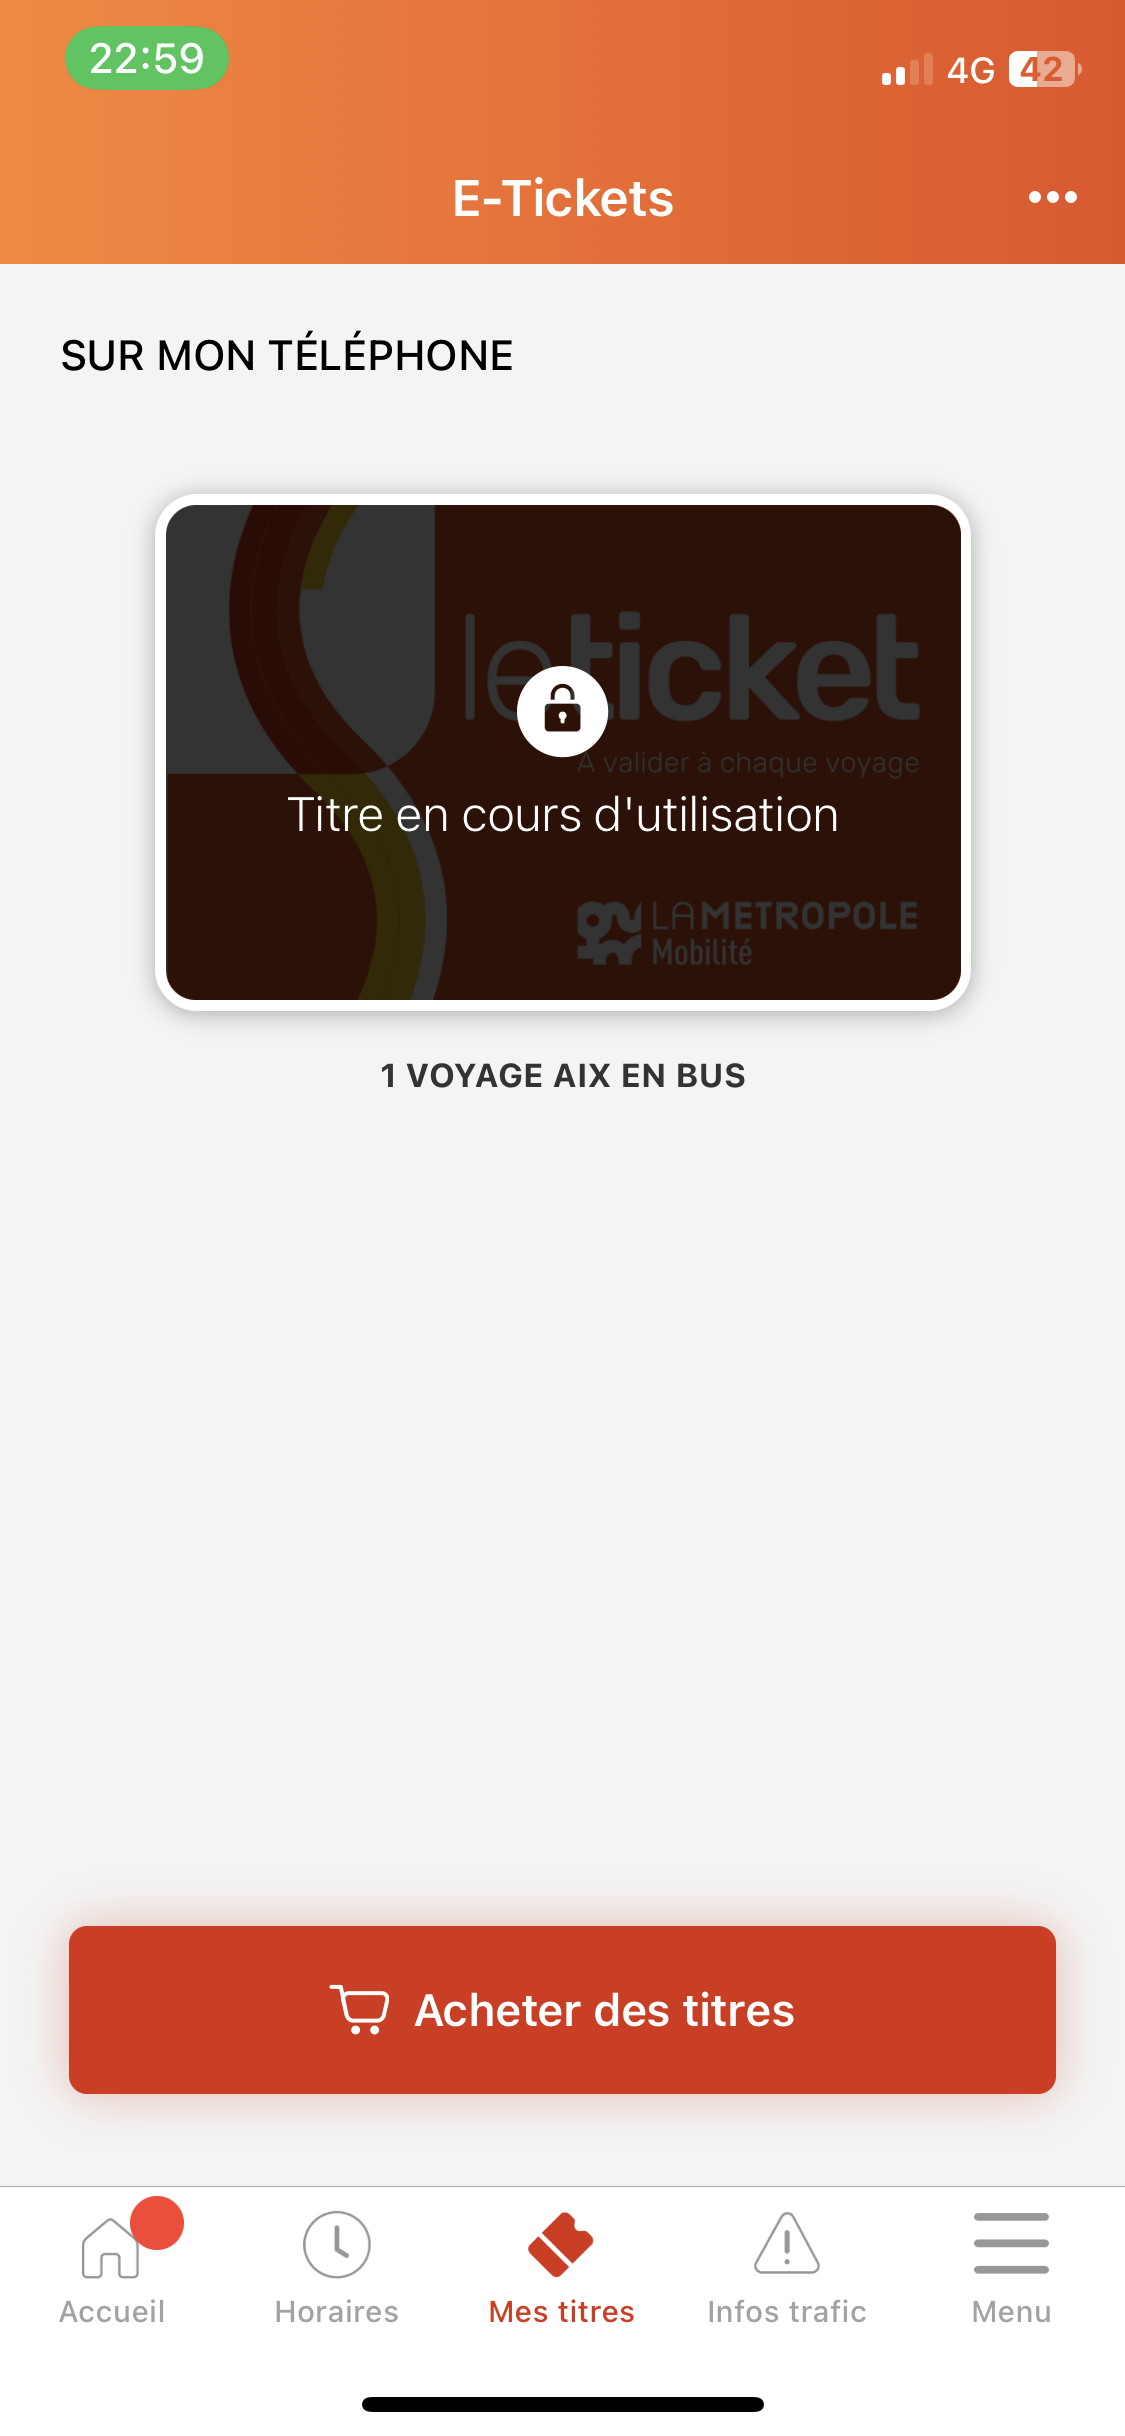 22:59
4G 42
E-Tickets
SUR MON TÉLÉPHONE
leticket
A valider à chaque voyage
Titre en cours d'utilisation
LAMETROPOLE
Mobilité
1 VOYAGE AIX EN BUS
Acheter des titres
Accueil Horaires Mes titres Infos trafic Menu